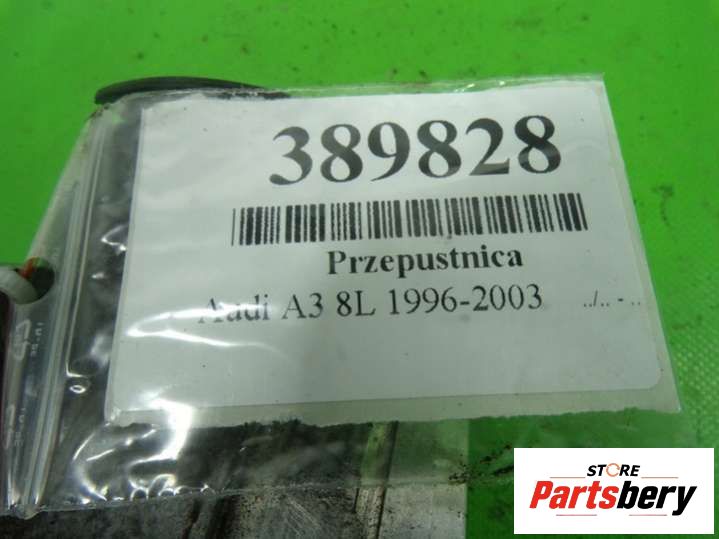 389828
Przepustnica
Audi A3 8L 1996-2003 ../.. - ..
STORE
Partsbery